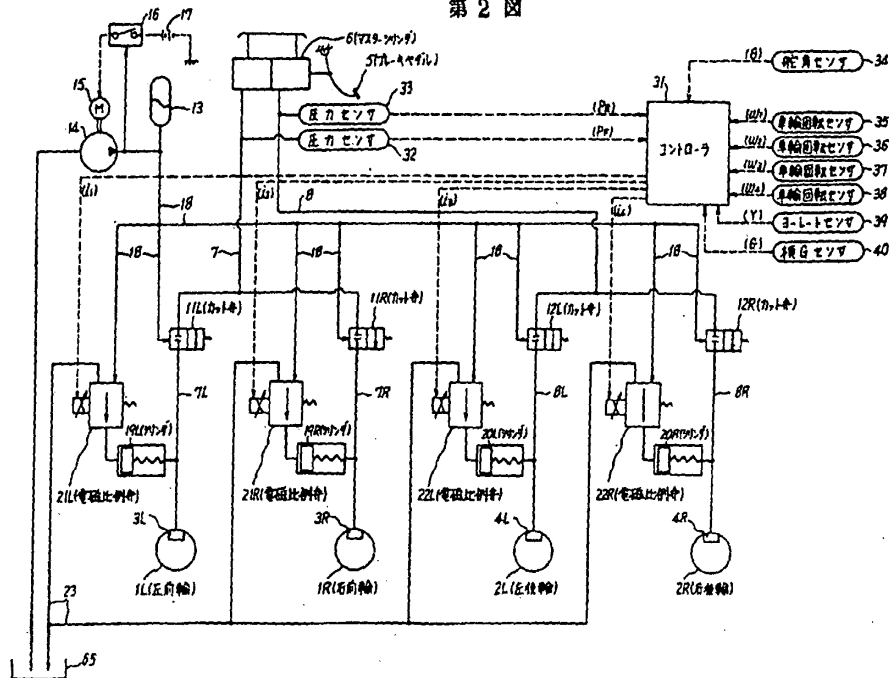 第2図
16
17
6(マスターシリンダ)
5(ブレーキペダル)
15
M
13
14
33
圧力センサ
(PR)
圧力センサ
(PF)
32
31
コントローラ
(θ)
舵角センサ
34
車輪回転センサ
35
車輪回転センサ
36
(ω3)
車輪回転センサ
37
(ω4)
車輪回転センサ
38
(Y)
ヨーレートセンサ
39
(G)
横Gセンサ
40
(i1)
(i2)
(i3)
(i4)
18
8
18
7
18
18
18
18
18
18
11L(カット弁)
11R(カット弁)
12L(カット弁)
12R(カット弁)
7L
7R
8L
8R
19L(シリンダ)
19R(シリンダ)
20L(シリンダ)
20R(シリンダ)
21L(電磁比例弁)
21R(電磁比例弁)
22L(電磁比例弁)
22R(電磁比例弁)
3L
3R
4L
4R
1L(左前輪)
1R(右前輪)
2L(左後輪)
2R(右後輪)
23
65